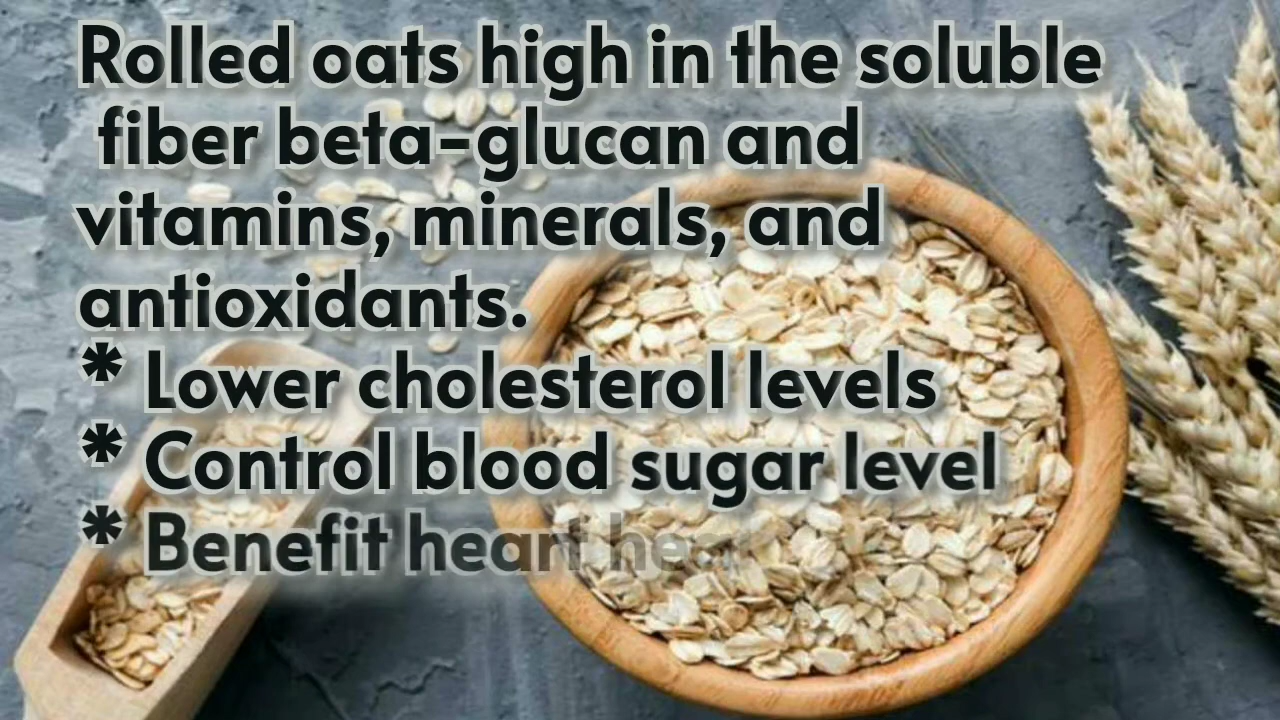 Rolled oats high in the soluble
fiber beta-glucan and
vitamins, minerals, and
antioxidants.
* Lower cholesterol levels
* Control blood sugar level
* Benefit heart